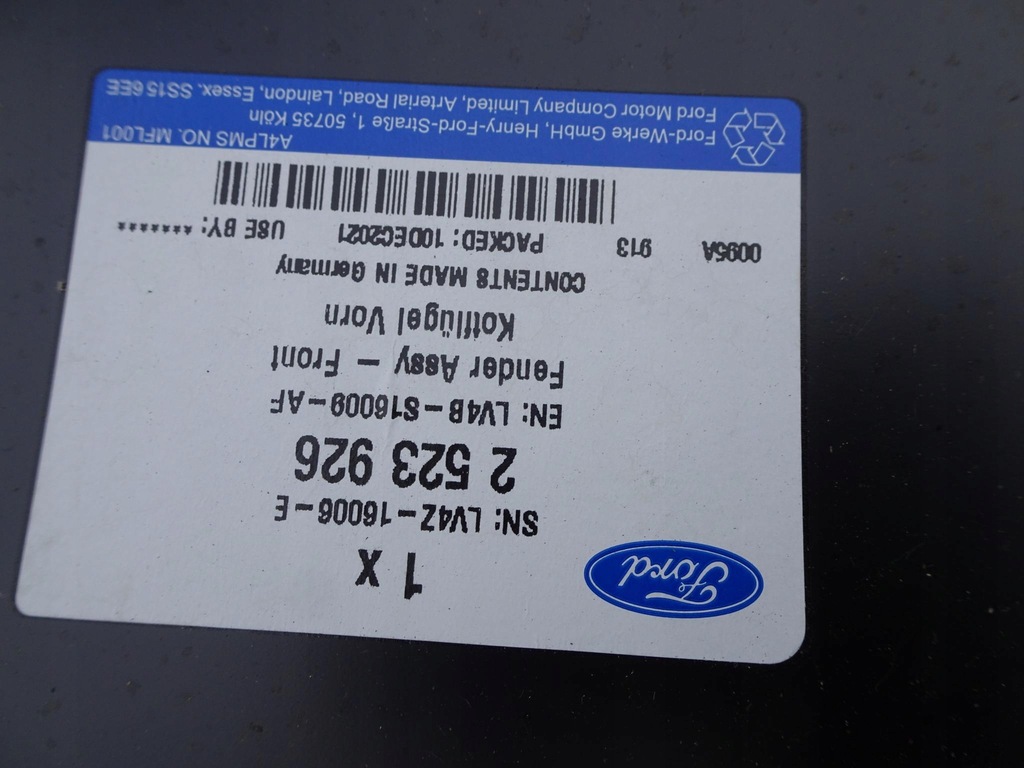 Ford
1 x
SN: LV4Z-16006-E
2 523 926
EN: LV4B-S16009-AF
Fender Assy - Front
Kotflügel Vorn
CONTENTS MADE IN Germany
0095A 913 PACKED: 10DEC2021 USE BY: *******
A4LPMS NO. MFL001
Ford-Werke GmbH, Henry-Ford-Straße 1, 50735 Köln
Ford Motor Company Limited, Arterial Road, Laindon, Essex. SS15 6EE